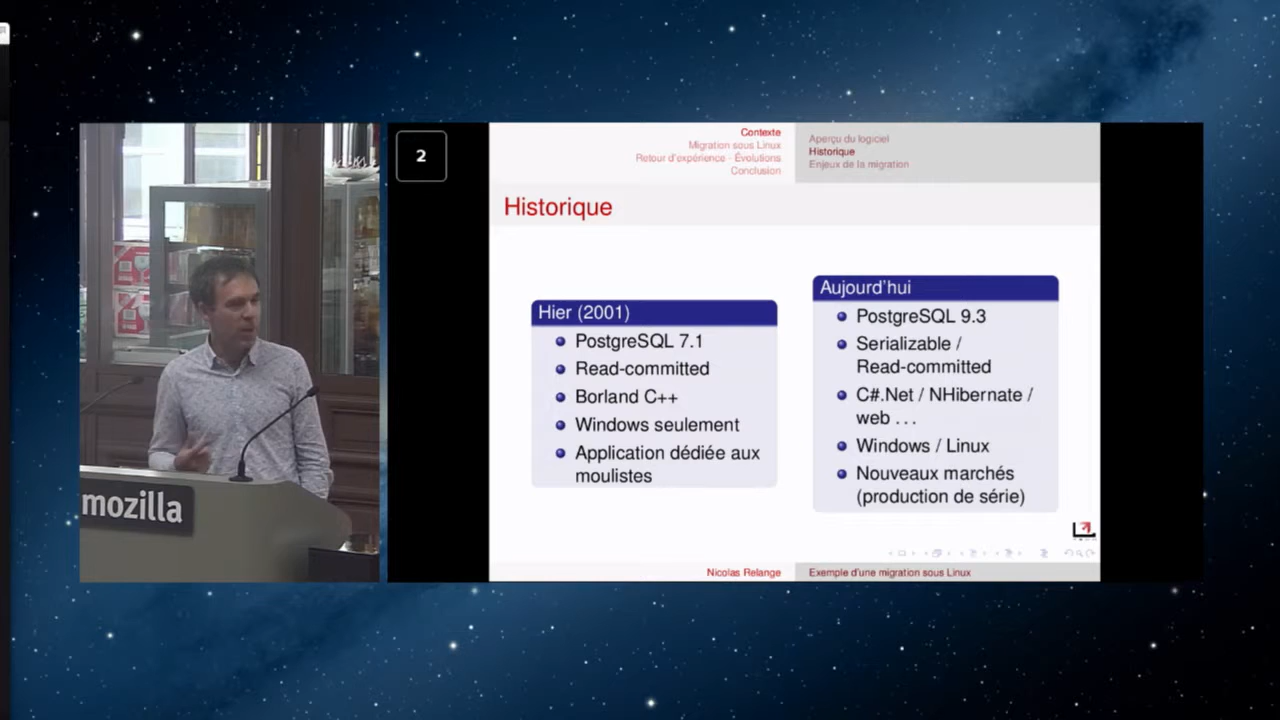 2
Contexte
Migration sous Linux
Retour d'expérience - Évolutions
Conclusion
Aperçu du logiciel
Historique
Enjeux de la migration
Historique
Hier (2001)
PostgreSQL 7.1
Read-committed
Borland C++
Windows seulement
Application dédiée aux
moulistes
Aujourd'hui
PostgreSQL 9.3
Serializable /
Read-committed
C#.Net / NHibernate /
web . . .
Windows / Linux
Nouveaux marchés
(production de série)
Nicolas Relange
Exemple d'une migration sous Linux
mozilla